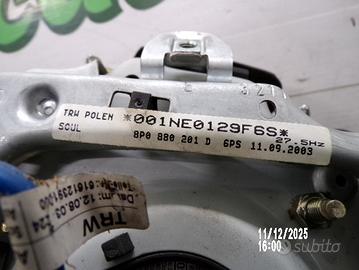 C 321
TRW POLEN *001NE0129F6S*
27.5Hz
SCUL 8P0 880 201 D GPS 11.09.2003
TRW
11/12/2025
16:00
subito